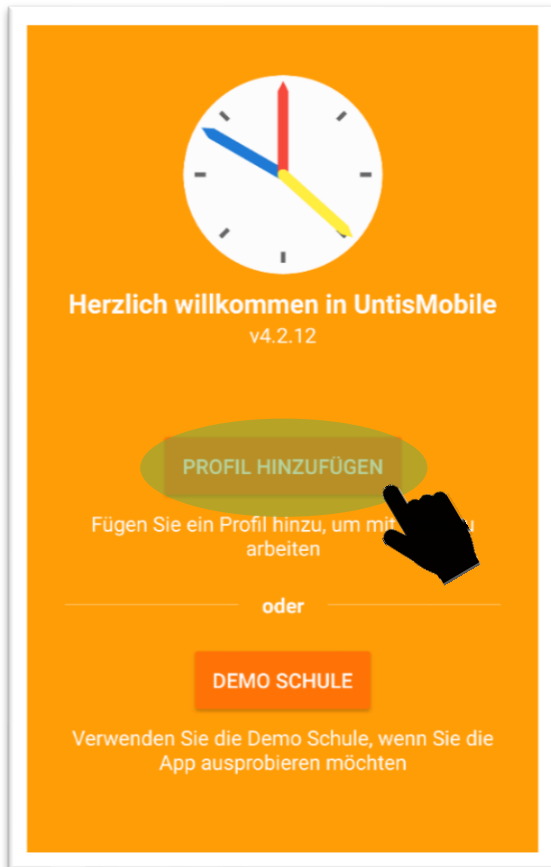 Herzlich willkommen in UntisMobile
v4.2.12
PROFIL HINZUFÜGEN
Fügen Sie ein Profil hinzu, um mit
arbeiten
oder
DEMO SCHULE
Verwenden Sie die Demo Schule, wenn Sie die
App ausprobieren möchten